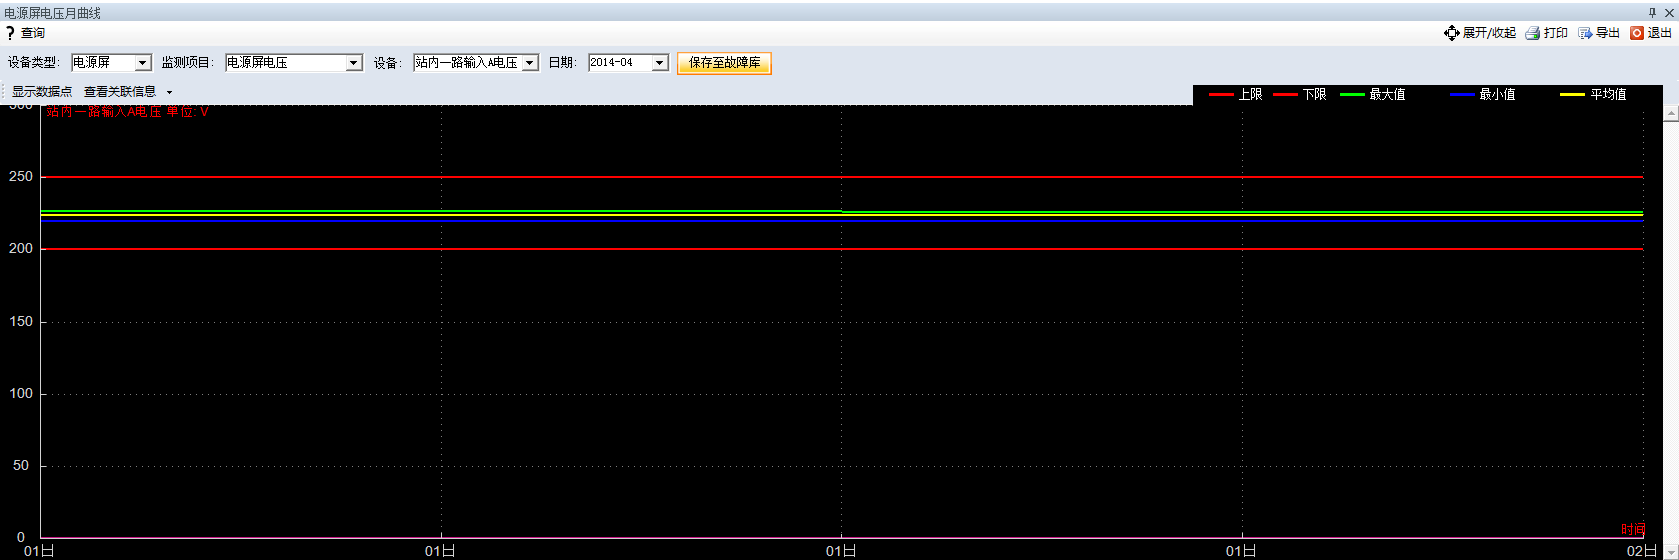 电源屏电压月曲线
? 查询 展开/收起 打印 导出 退出
设备类型: 电源屏 监测项目: 电源屏电压 设备: 站内一路输入A电压 日期: 2014-04 保存至故障库
显示数据点 查看关联信息
上限 下限 最大值 最小值 平均值
300
站内一路输入A电压 单位: V
250
200
150
100
50
时间
0
01日 01日 01日 01日 02日